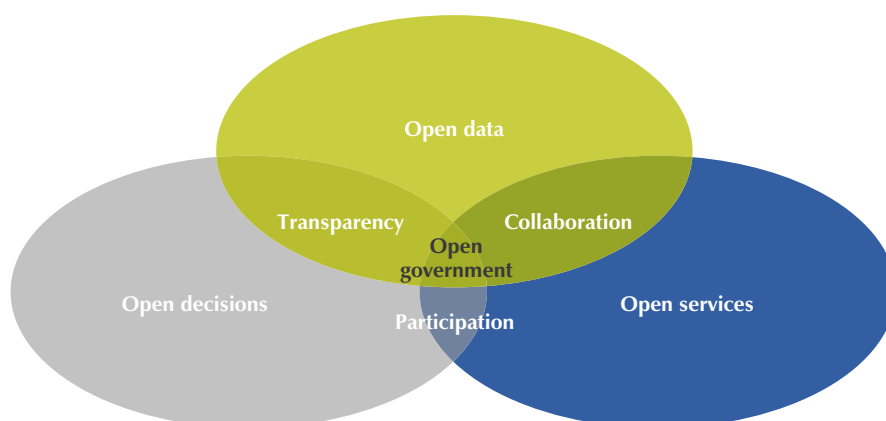 Open data
Transparency
Collaboration
Open
government
Open decisions
Participation
Open services